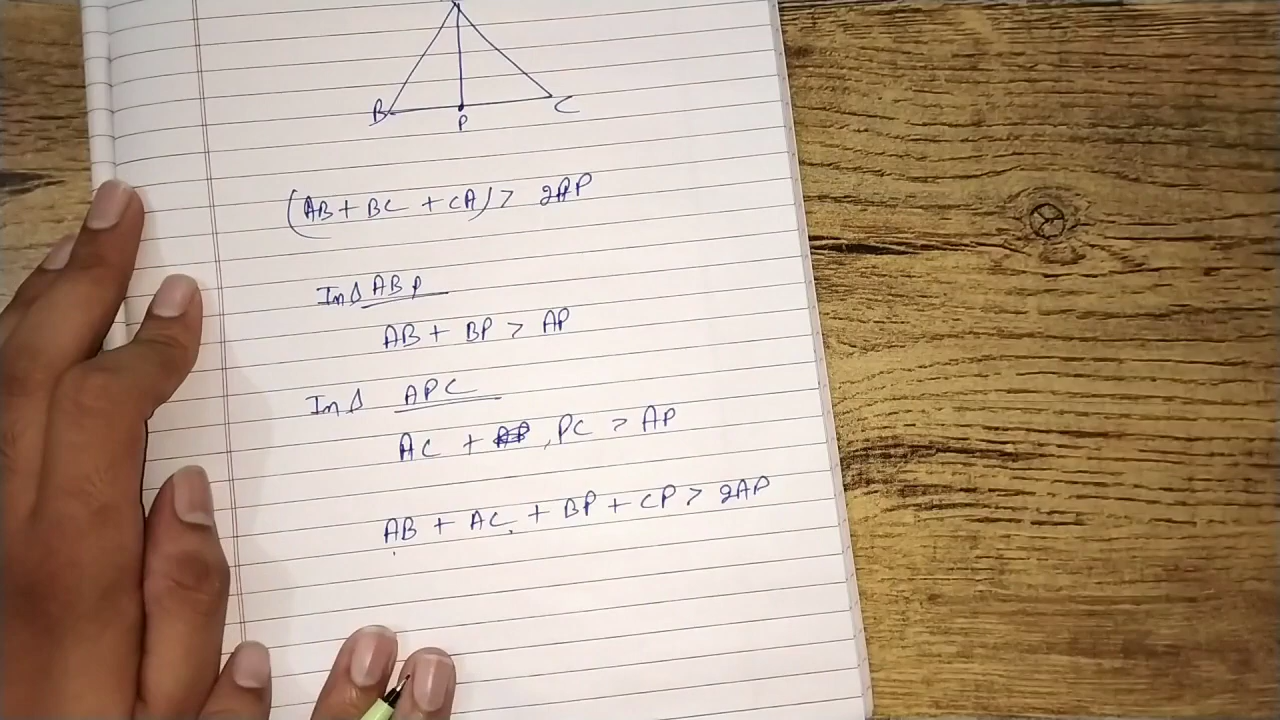 B P C
(AB + BC + CA) > 2AP
In Δ ABP
AB + BP > AP
In Δ APC
AC + PC > AP
AB + AC + BP + CP > 2AP